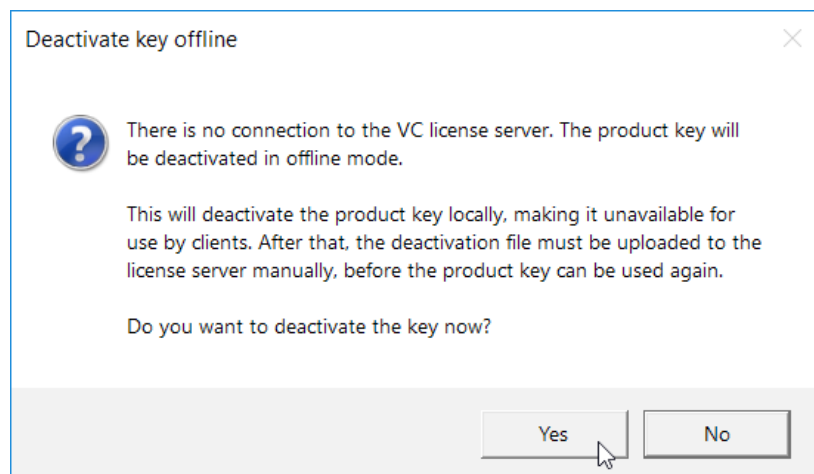 Deactivate key offline
There is no connection to the VC license server. The product key will
be deactivated in offline mode.
This will deactivate the product key locally, making it unavailable for
use by clients. After that, the deactivation file must be uploaded to the
license server manually, before the product key can be used again.
Do you want to deactivate the key now?
Yes
No